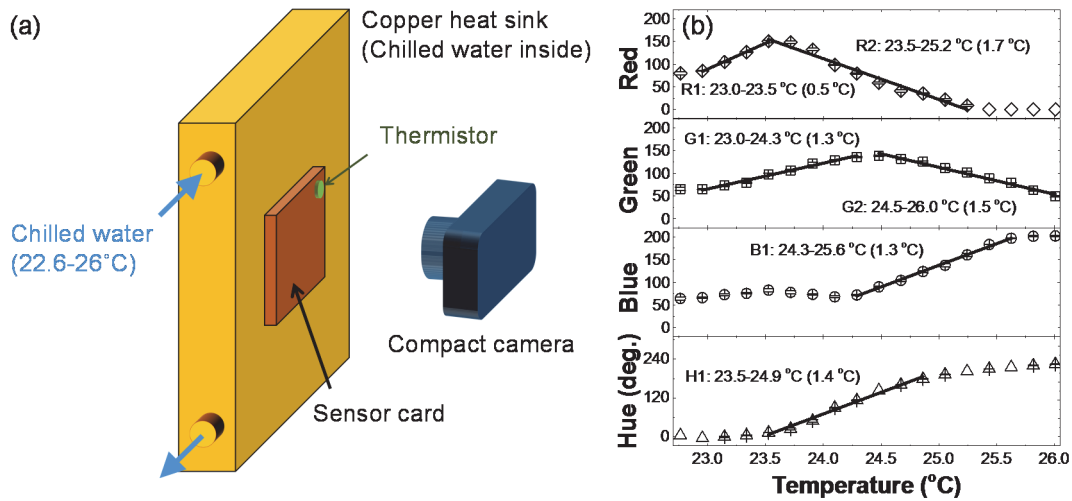 (a)
Copper heat sink
(Chilled water inside)
Thermistor
Chilled water
(22.6-26°C)
Compact camera
Sensor card
(b)
Red
200
150
100
50
0
R2: 23.5-25.2 °C (1.7 °C)
R1: 23.0-23.5 °C (0.5 °C)
Green
200
150
100
50
0
G1: 23.0-24.3 °C (1.3 °C)
G2: 24.5-26.0 °C (1.5 °C)
Blue
200
150
100
50
0
B1: 24.3-25.6 °C (1.3 °C)
Hue (deg.)
240
120
0
H1: 23.5-24.9 °C (1.4 °C)
23.0 23.5 24.0 24.5 25.0 25.5 26.0
Temperature (°C)